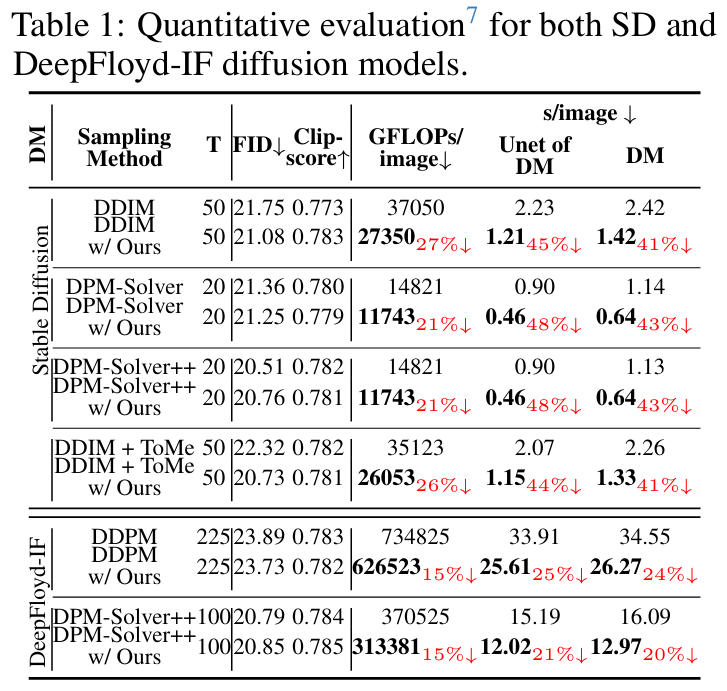 Table 1: Quantitative evaluation7 for both SD and
DeepFloyd-IF diffusion models.
DM Sampling Method T FID↓ Clip-score↑ GFLOPs/image↓ s/image ↓ Unet of DM DM
Stable Diffusion
DDIM 50 21.75 0.773 37050 2.23 2.42
DDIM w/ Ours 50 21.08 0.783 27350 27%↓ 1.21 45%↓ 1.42 41%↓
DPM-Solver 20 21.36 0.780 14821 0.90 1.14
DPM-Solver w/ Ours 20 21.25 0.779 11743 21%↓ 0.46 48%↓ 0.64 43%↓
DPM-Solver++ 20 20.51 0.782 14821 0.90 1.13
DPM-Solver++ w/ Ours 20 20.76 0.781 11743 21%↓ 0.46 48%↓ 0.64 43%↓
DDIM + ToMe 50 22.32 0.782 35123 2.07 2.26
DDIM + ToMe w/ Ours 50 20.73 0.781 26053 26%↓ 1.15 44%↓ 1.33 41%↓
DeepFloyd-IF
DDPM 225 23.89 0.783 734825 33.91 34.55
DDPM w/ Ours 225 23.73 0.782 626523 15%↓ 25.61 25%↓ 26.27 24%↓
DPM-Solver++ 100 20.79 0.784 370525 15.19 16.09
DPM-Solver++ w/ Ours 100 20.85 0.785 313381 15%↓ 12.02 21%↓ 12.97 20%↓